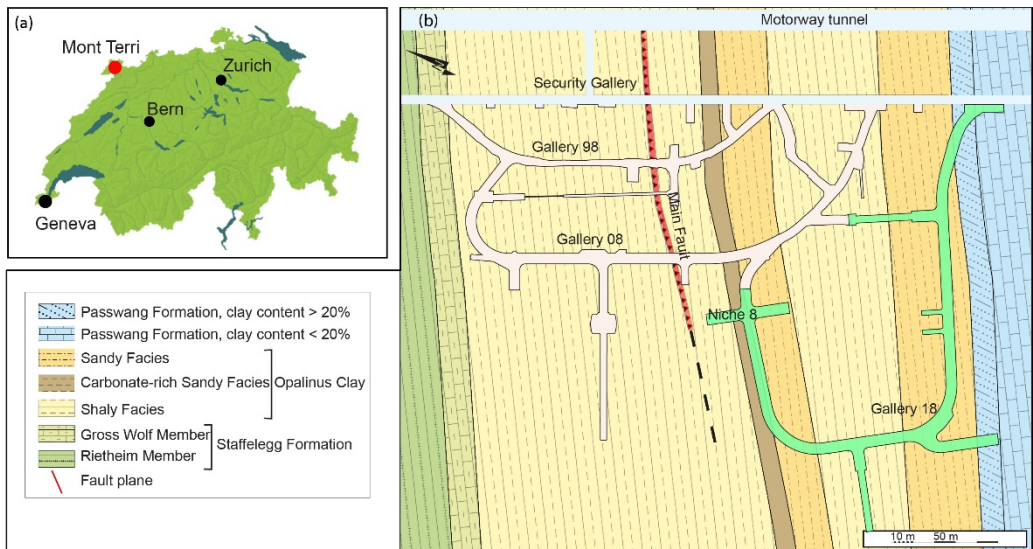 (a)
Mont Terri
Zurich
Bern
Geneva
(b)
Motorway tunnel
N
Security Gallery
Gallery 98
Main Fault
Gallery 08
Niche 8
Gallery 18
10 m 50 m
Passwang Formation, clay content > 20%
Passwang Formation, clay content < 20%
Sandy Facies
Carbonate-rich Sandy Facies
Opalinus Clay
Shaly Facies
Gross Wolf Member
Staffelegg Formation
Rietheim Member
Fault plane